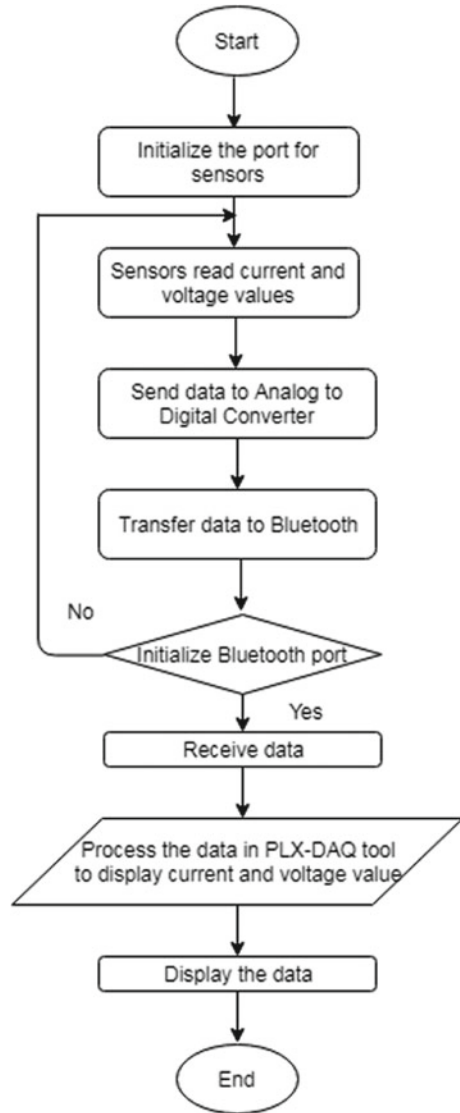 Start
Initialize the port for
sensors
Sensors read current and
voltage values
Send data to Analog to
Digital Converter
Transfer data to Bluetooth
No
Initialize Bluetooth port
Yes
Receive data
Process the data in PLX-DAQ tool
to display current and voltage value
Display the data
End